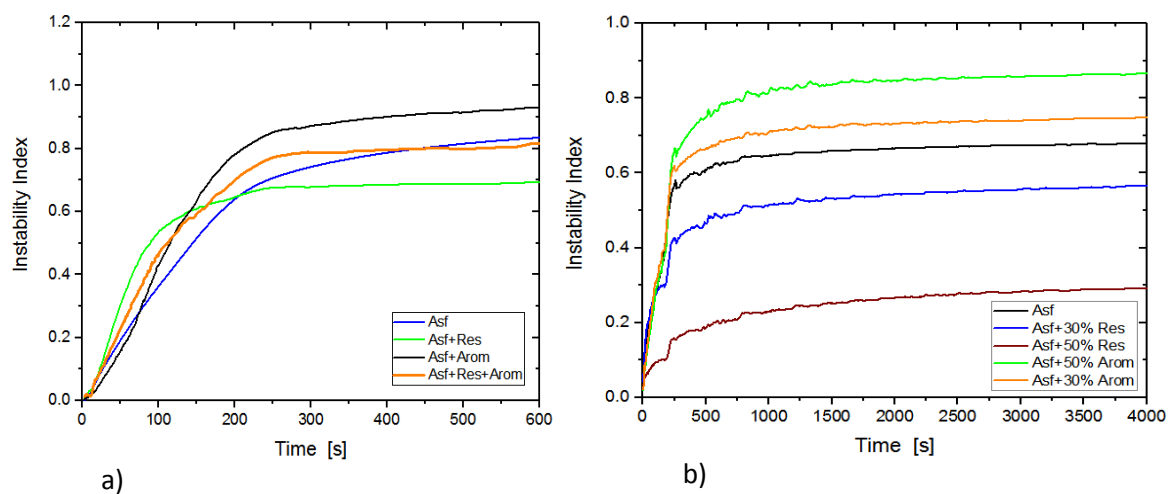 1.2
1.0
0.8
0.6
0.4
0.2
0.0
Instability Index
0 100 200 300 400 500 600
Time [s]
Asf
Asf+Res
Asf+Arom
Asf+Res+Arom
a)
1.0
0.8
0.6
0.4
0.2
0.0
Instability Index
0 500 1000 1500 2000 2500 3000 3500 4000
Time [s]
Asf
Asf+30% Res
Asf+50% Res
Asf+50% Arom
Asf+30% Arom
b)